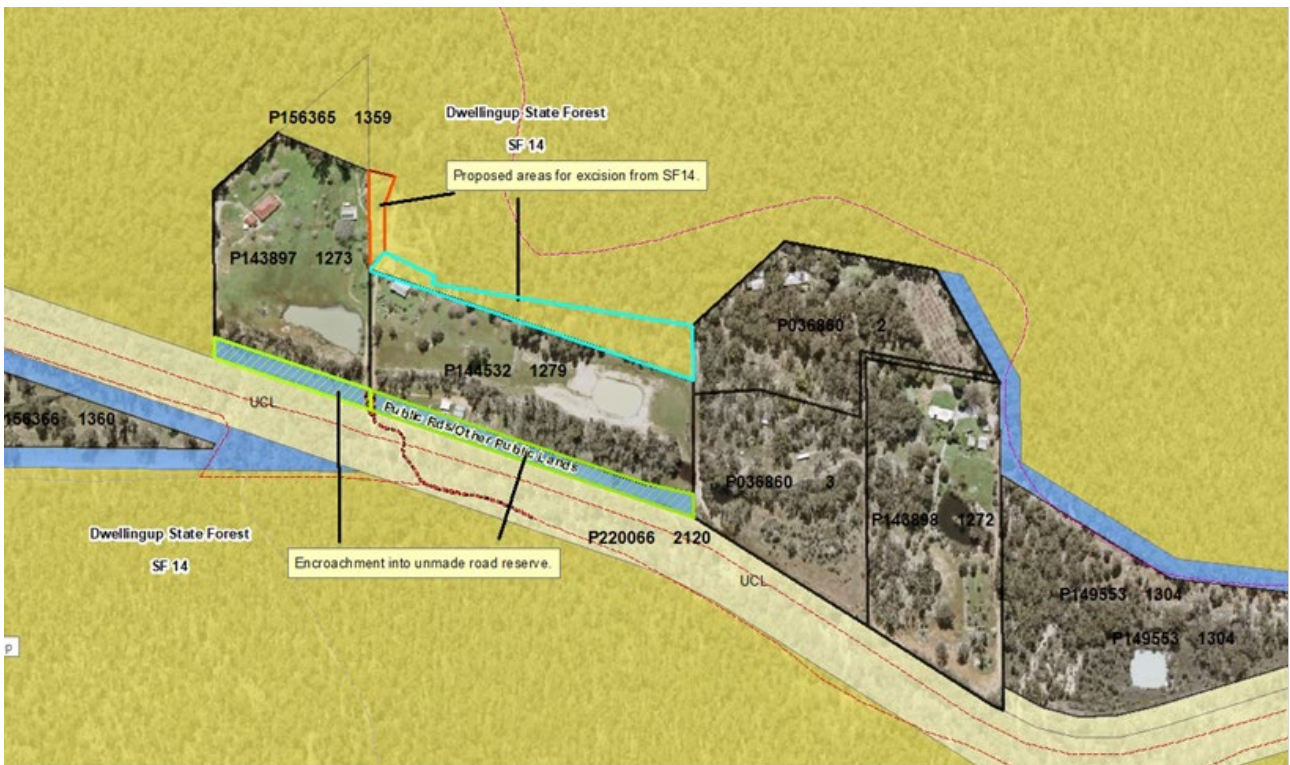 P156365 1359
Dwellingup State Forest
SF 14
Proposed areas for excision from SF14.
P143897 1273
P036860 2
P144532 1279
UCL
156366 1360
Public Rds/Other Public Lands
P036860 3
P143898 1272
Dwellingup State Forest
SF 14
P220066 2120
Encroachment into unmade road reserve.
UCL
P149553 1304
P149553 1304
p